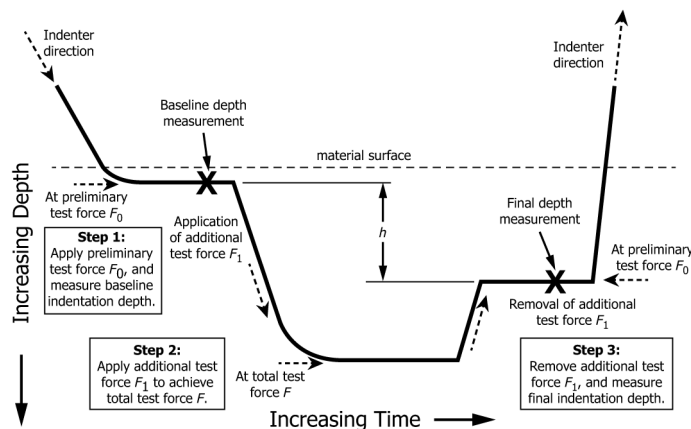 Indenter
direction
Baseline depth
measurement
material surface
At preliminary
test force F0
Step 1:
Apply preliminary
test force F0, and
measure baseline
indentation depth.
Application
of additional
test force F1
h
Final depth
measurement
Indenter
direction
At preliminary
test force F0
Removal of additional
test force F1
Step 2:
Apply additional test
force F1 to achieve
total test force F.
At total test
force F
Step 3:
Remove additional test
force F1, and measure
final indentation depth.
Increasing Depth
Increasing Time